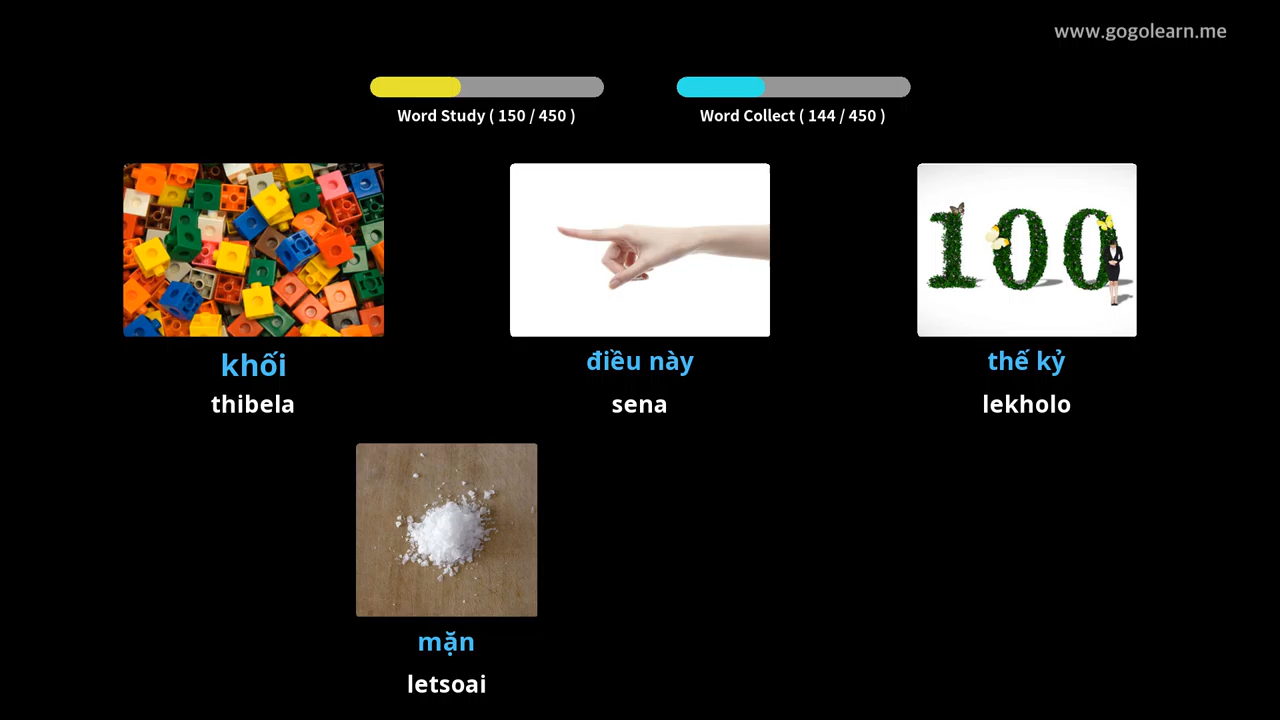 www.gogolearn.me
Word Study ( 150 / 450 )
Word Collect ( 144 / 450 )
100
khối
điều này
thế kỷ
thibela
sena
lekholo
mặn
letsoai